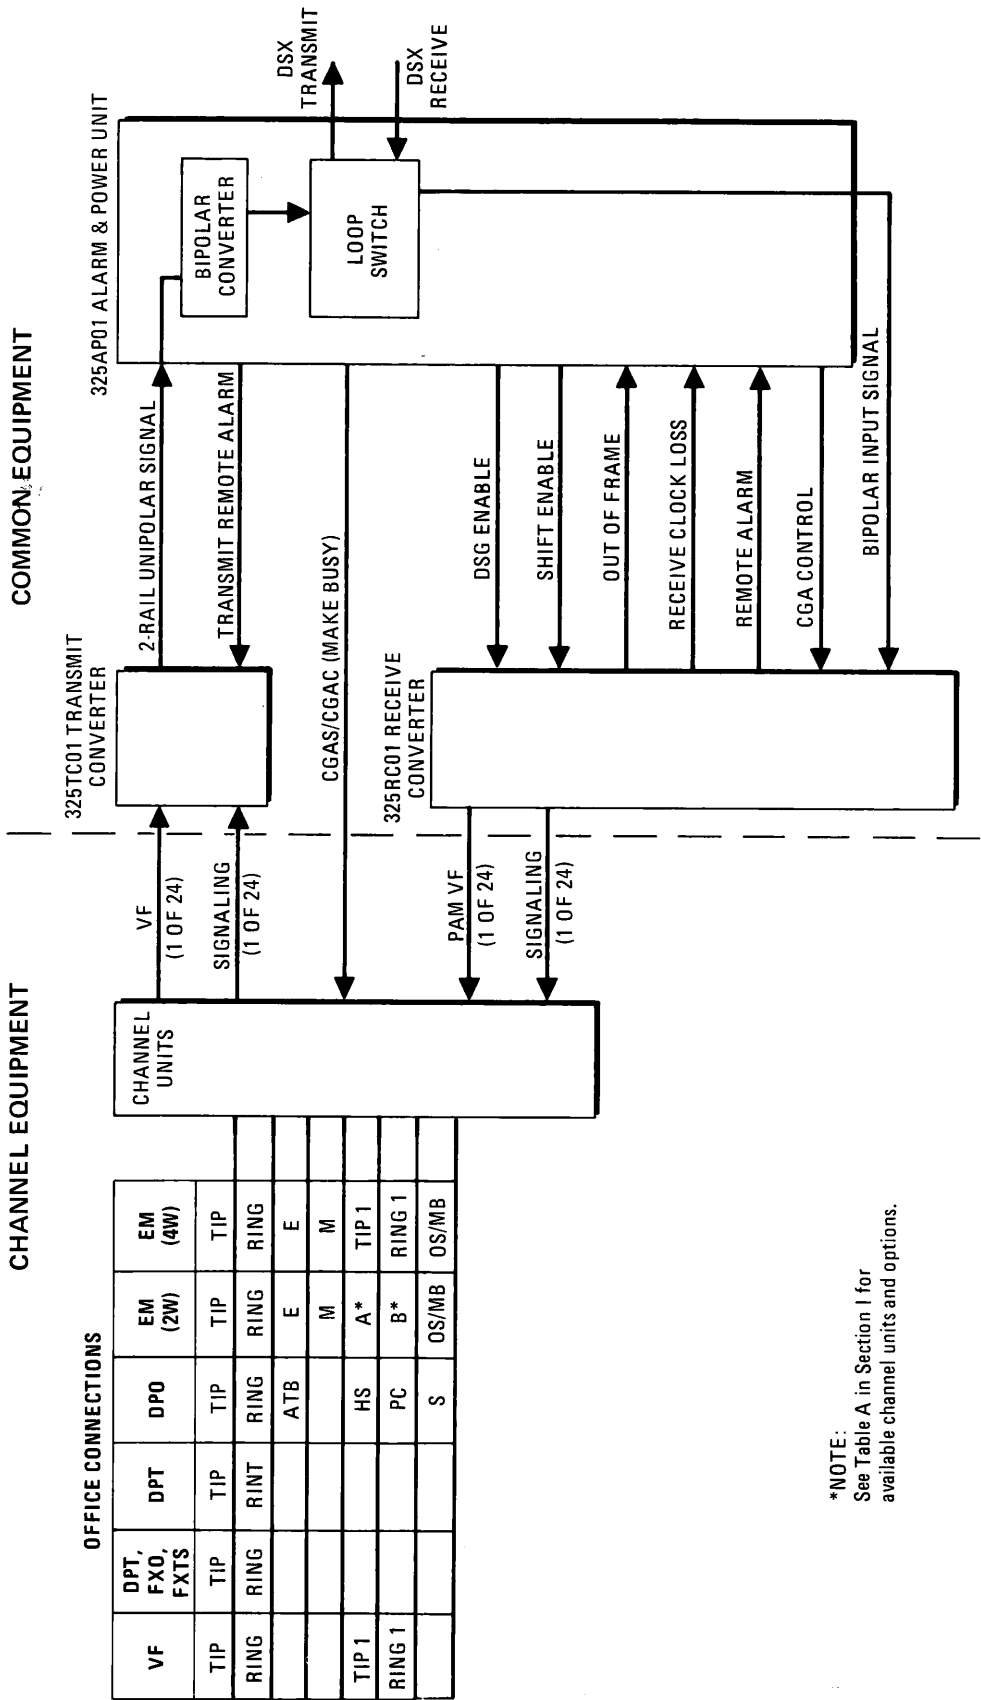 CHANNEL EQUIPMENT
COMMON EQUIPMENT
OFFICE CONNECTIONS
VF
DPT,
FXO,
FXTS
DPT
DPO
EM
(2W)
EM
(4W)
TIP
TIP
TIP
TIP
TIP
TIP
RING
RING
RINT
RING
RING
RING
ATB
E
E
M
M
TIP 1
HS
A*
TIP 1
RING 1
PC
B*
RING 1
S
OS/MB
OS/MB
CHANNEL
UNITS
VF
(1 OF 24)
SIGNALING
(1 OF 24)
PAM VF
(1 OF 24)
SIGNALING
(1 OF 24)
325TC01 TRANSMIT
CONVERTER
2-RAIL UNIPOLAR SIGNAL
TRANSMIT REMOTE ALARM
CGAS/CGAC (MAKE BUSY)
325RC01 RECEIVE
CONVERTER
DSG ENABLE
SHIFT ENABLE
OUT OF FRAME
RECEIVE CLOCK LOSS
REMOTE ALARM
CGA CONTROL
BIPOLAR INPUT SIGNAL
325AP01 ALARM & POWER UNIT
BIPOLAR
CONVERTER
LOOP
SWITCH
DSX
TRANSMIT
DSX
RECEIVE
*NOTE:
See Table A in Section I for
available channel units and options.